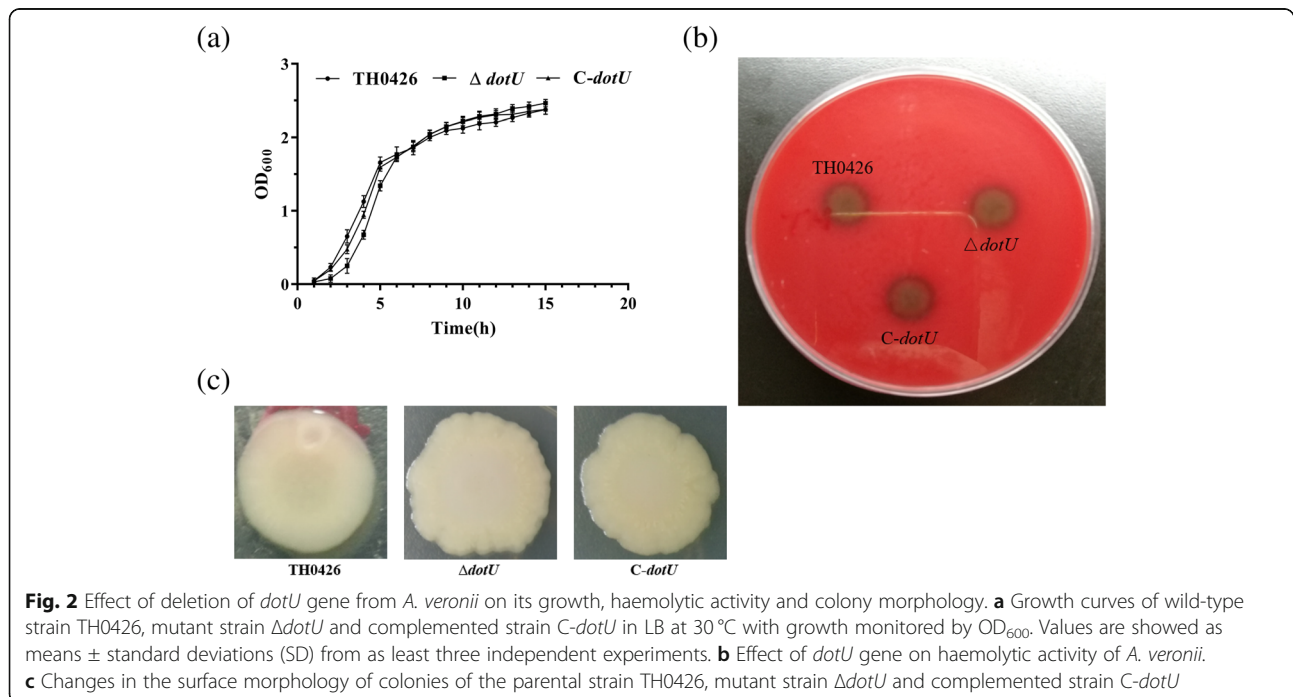 (a)
3
2
1
0
OD600
TH0426 Δ dotU C-dotU
0 5 10 15 20
Time(h)
(b)
TH0426
△ dotU
C-dotU
(c)
TH0426 ΔdotU C-dotU
Fig. 2 Effect of deletion of dotU gene from A. veronii on its growth, haemolytic activity and colony morphology. a Growth curves of wild-type
strain TH0426, mutant strain ΔdotU and complemented strain C-dotU in LB at 30 °C with growth monitored by OD600. Values are showed as
means ± standard deviations (SD) from as least three independent experiments. b Effect of dotU gene on haemolytic activity of A. veronii.
c Changes in the surface morphology of colonies of the parental strain TH0426, mutant strain ΔdotU and complemented strain C-dotU